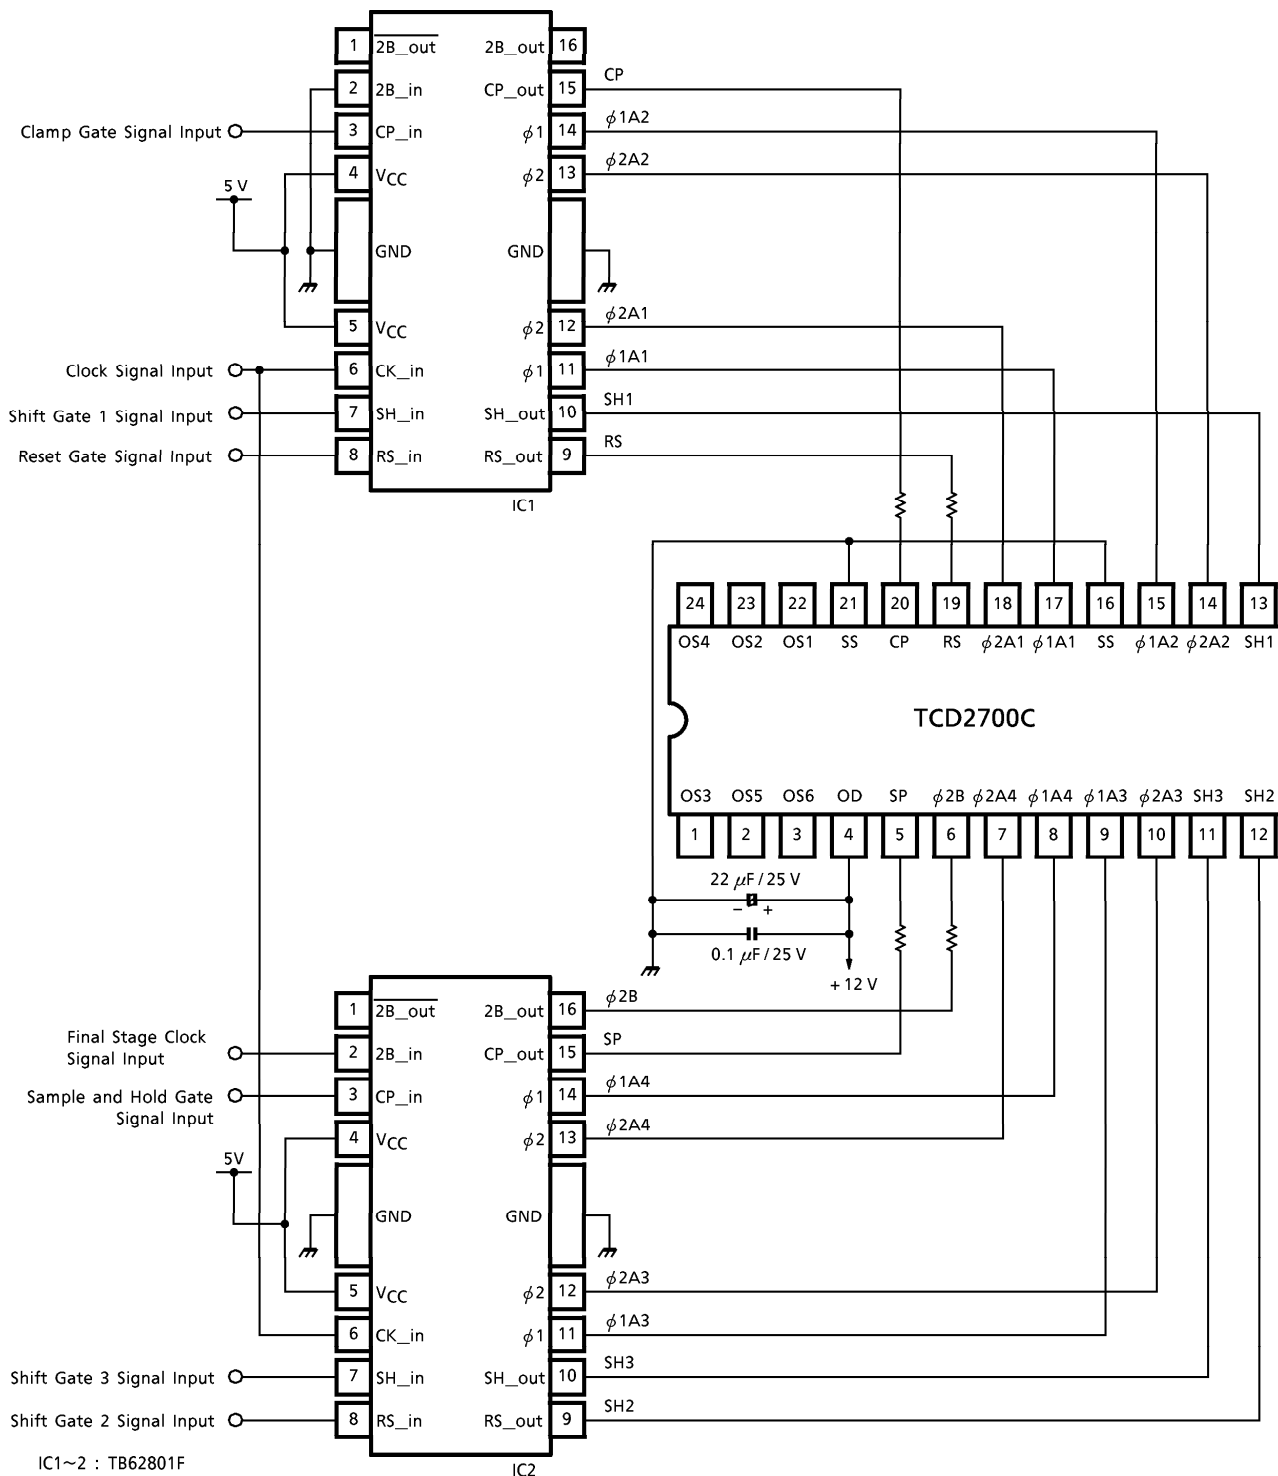 1 2B_out 2B_out 16
2 2B_in CP_out 15 CP
Clamp Gate Signal Input 3 CP_in ϕ1 14 ϕ1A2
4 VCC ϕ2 13 ϕ2A2
5 V
GND GND
5 VCC ϕ2 12 ϕ2A1
Clock Signal Input 6 CK_in ϕ1 11 ϕ1A1
Shift Gate 1 Signal Input 7 SH_in SH_out 10 SH1
Reset Gate Signal Input 8 RS_in RS_out 9 RS
IC1
24 23 22 21 20 19 18 17 16 15 14 13
OS4 OS2 OS1 SS CP RS ϕ2A1 ϕ1A1 SS ϕ1A2 ϕ2A2 SH1
TCD2700C
OS3 OS5 OS6 OD SP ϕ2B ϕ2A4 ϕ1A4 ϕ1A3 ϕ2A3 SH3 SH2
1 2 3 4 5 6 7 8 9 10 11 12
22 μF / 25 V
− +
0.1 μF / 25 V
+ 12 V
1 2B_out 2B_out 16 ϕ2B
Final Stage Clock
Signal Input 2 2B_in CP_out 15 SP
Sample and Hold Gate
Signal Input 3 CP_in ϕ1 14 ϕ1A4
4 VCC ϕ2 13 ϕ2A4
5V
GND GND
5 VCC ϕ2 12 ϕ2A3
6 CK_in ϕ1 11 ϕ1A3
Shift Gate 3 Signal Input 7 SH_in SH_out 10 SH3
Shift Gate 2 Signal Input 8 RS_in RS_out 9 SH2
IC1~2 : TB62801F
IC2